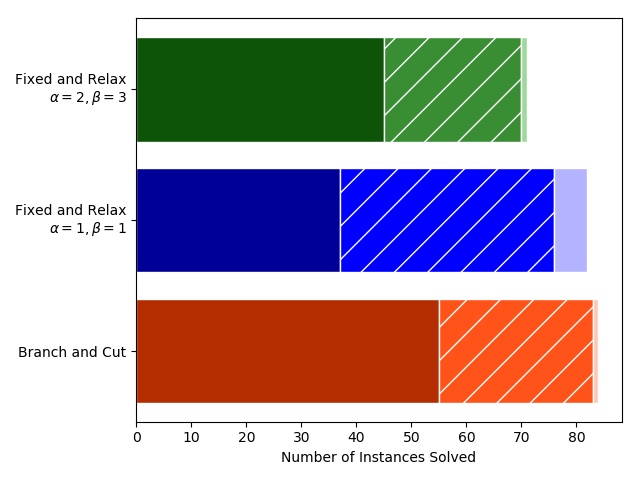 Fixed and Relax
α = 2, β = 3
Fixed and Relax
α = 1, β = 1
Branch and Cut
0 10 20 30 40 50 60 70 80
Number of Instances Solved